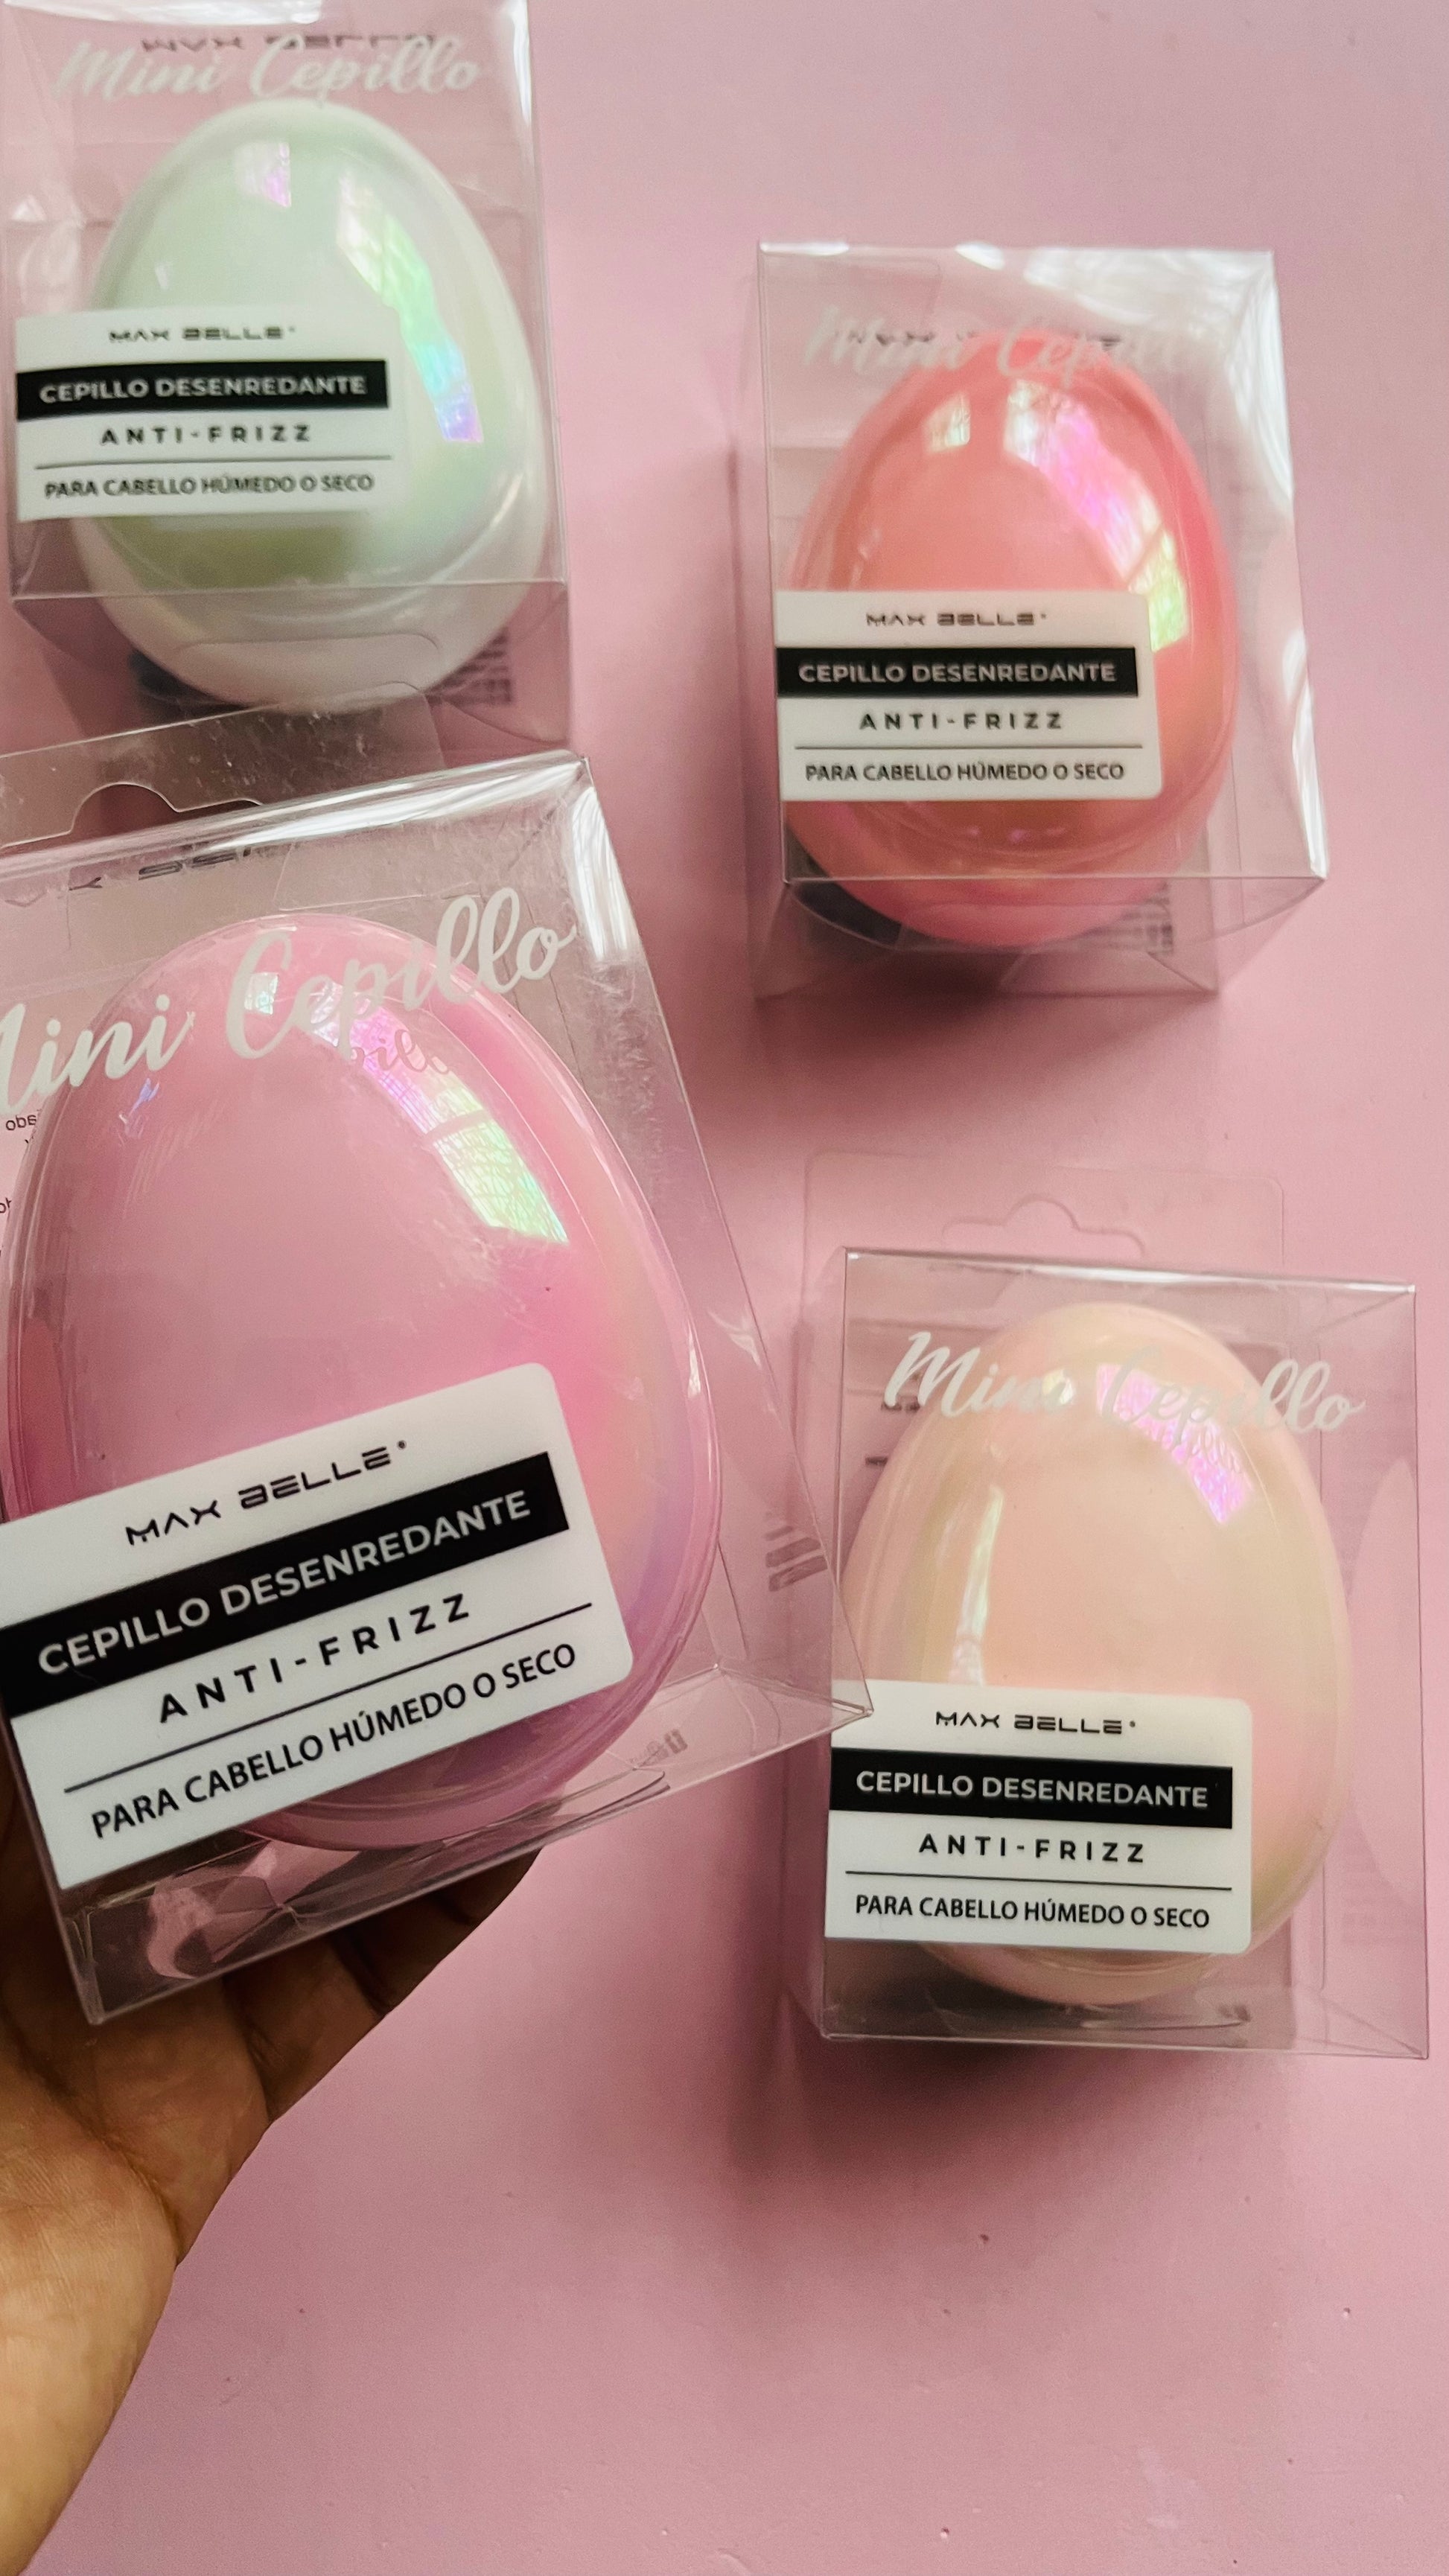 Mini Cepillo
MAX BELLE
CEPILLO DESENREDANTE
ANTI-FRIZZ
PARA CABELLO HÚMEDO O SECO
Mini Cepillo
MAX BELLE
CEPILLO DESENREDANTE
ANTI-FRIZZ
PARA CABELLO HÚMEDO O SECO
Mini Cepillo
MAX BELLE
CEPILLO DESENREDANTE
ANTI-FRIZZ
PARA CABELLO HÚMEDO O SECO
Mini Cepillo
MAX BELLE
CEPILLO DESENREDANTE
ANTI-FRIZZ
PARA CABELLO HÚMEDO O SECO